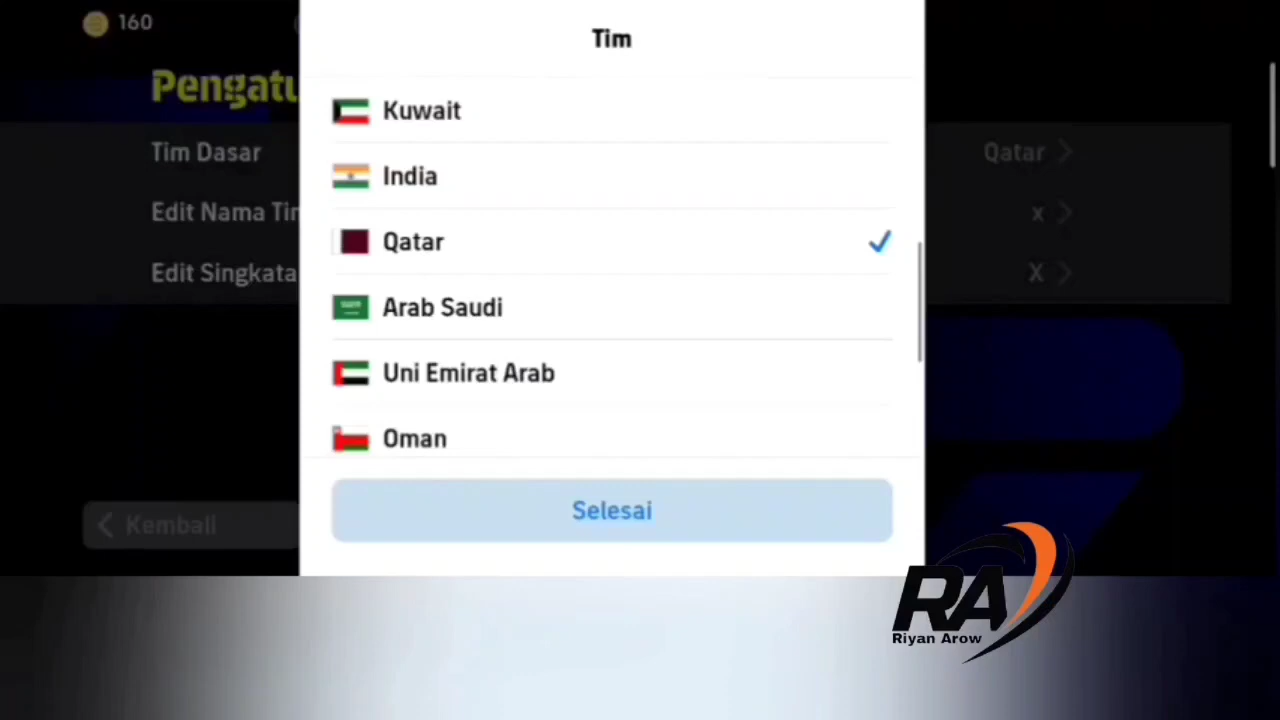 160
Tim
Pengatu
Kuwait
Tim Dasar
Qatar
India
Edit Nama Tin
x
Qatar
Edit Singkata
X
Arab Saudi
Uni Emirat Arab
Oman
Selesai
Kembali
RA
Riyan Arow